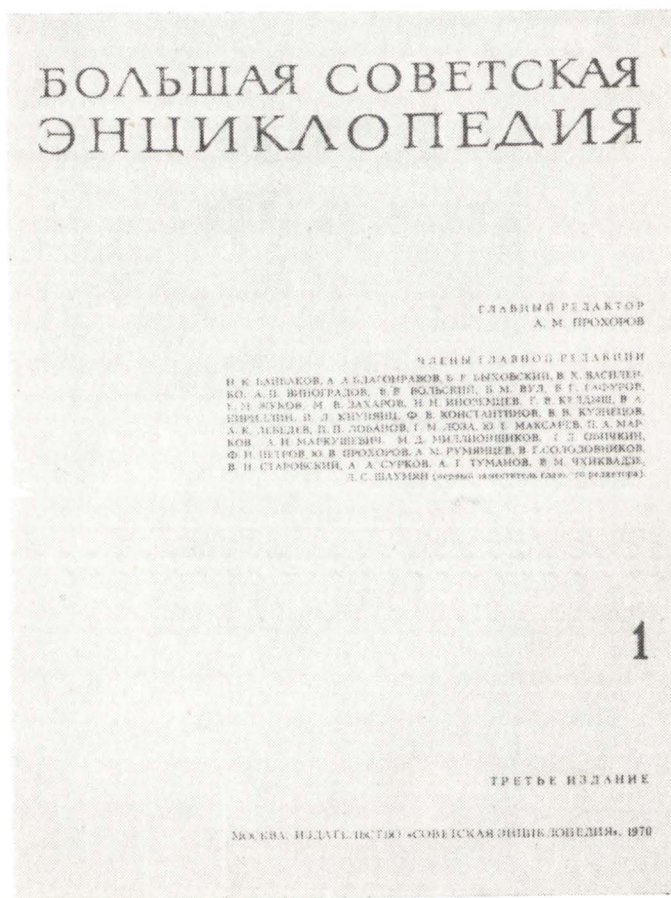 БОЛЬШАЯ СОВЕТСКАЯ
ЭНЦИКЛОПЕДИЯ
ГЛАВНЫЙ РЕДАКТОР
А. М. ПРОХОРОВ
ЧЛЕНЫ ГЛАВНОЙ РЕДАКЦИИ
Н. К. БАЙБАКОВ, А. А. БЛАГОНРАВОВ, Б. Э. БЫХОВСКИЙ, В. Х. ВАСИЛЕН-
КО, А. П. ВИНОГРАДОВ, В. В. ВОЛЬСКИЙ, Б. М. ВУЛ, Б. Г. ГАФУРОВ,
Е. М. ЖУКОВ, М. В. ЗАХАРОВ, Н. Н. ИНОЗЕМЦЕВ, КЕЛДЫШ, В. А.
КИРИЛЛИН, И. Л. КНУНЯНЦ, Ф. В. КОНСТАНТИНОВ, В. В. КУЗНЕЦОВ,
А. К. ЛЕБЕДЕВ, П. П. ЛОБАНОВ, Г. М. ЛОЗА, Ю. Е. МАКСАРЕВ, П. А. МАР-
КОВ, А. И. МАРКУШЕВИЧ, М. Д. МИЛЛИОНЩИКОВ, Г. Д. ОБИЧКИН,
Ф. Н. ПЕТРОВ, Ю. В. ПРОХОРОВ, А. М. РУМЯНЦЕВ, В. Г. СОЛОДОВНИКОВ,
В. Н. СТАРОВСКИЙ, А. А. СУРКОВ, А. Т. ТУМАНОВ, В. М. ЧХИКВАДЗЕ,
Л. С. ШАУМЯН (первый заместитель главного редактора).
1
ТРЕТЬЕ ИЗДАНИЕ
МОСКВА. ИЗДАТЕЛЬСТВО «СОВЕТСКАЯ ЭНЦИКЛОПЕДИЯ», 1970